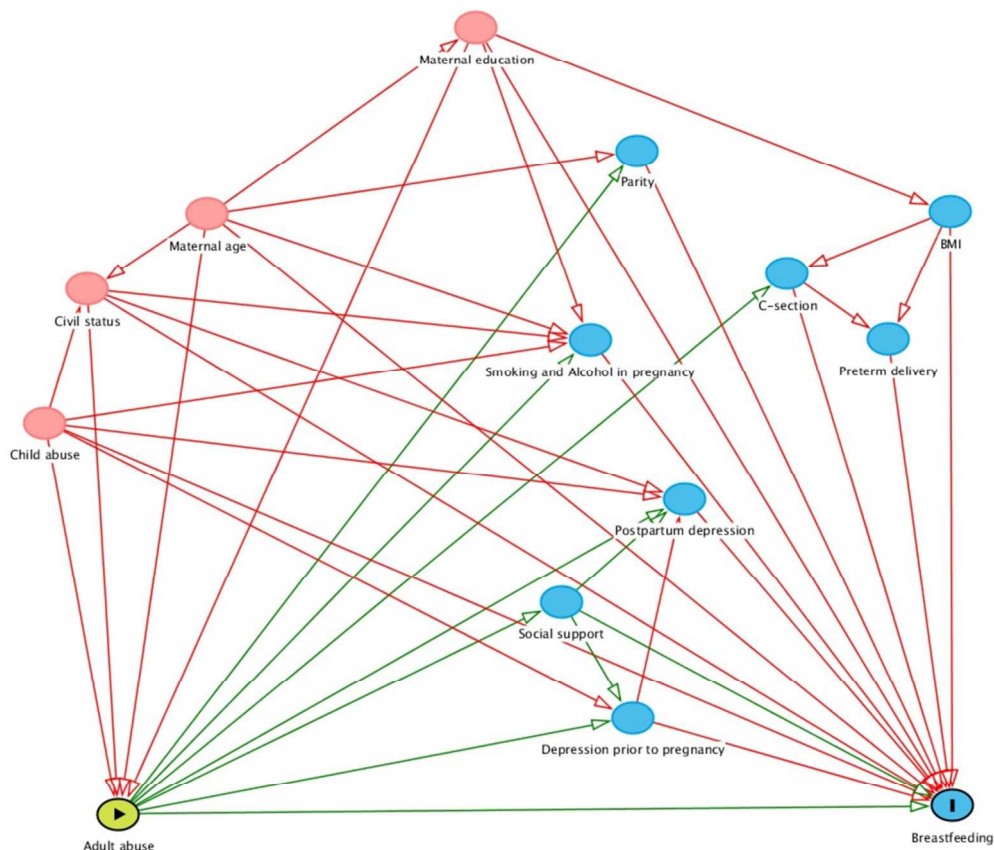 Maternal education
Parity
Maternal age
BMI
C-section
Civil status
Smoking and Alcohol in pregnancy
Preterm delivery
Child abuse
Postpartum depression
Social support
Depression prior to pregnancy
Breastfeeding
Adult abuse